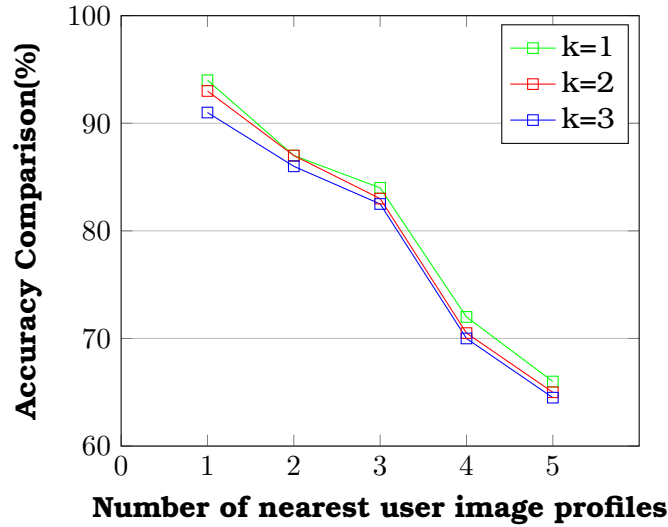 100
90
80
70
60
Accuracy Comparison(%)
k=1
k=2
k=3
0 1 2 3 4 5
Number of nearest user image profiles